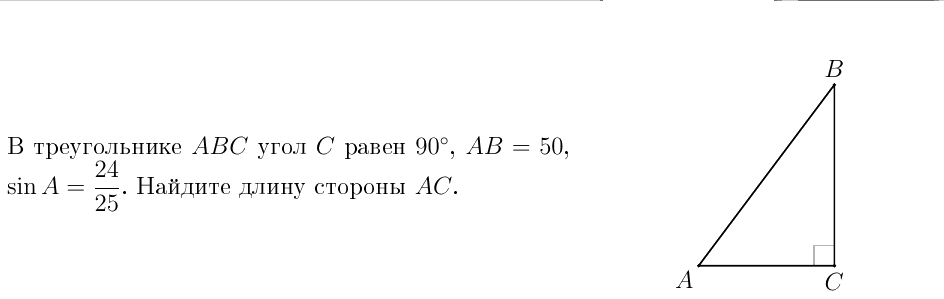 В треугольнике ABC угол C равен 90°, AB = 50,
sin A = 24/25. Найдите длину стороны AC.
B
A
C